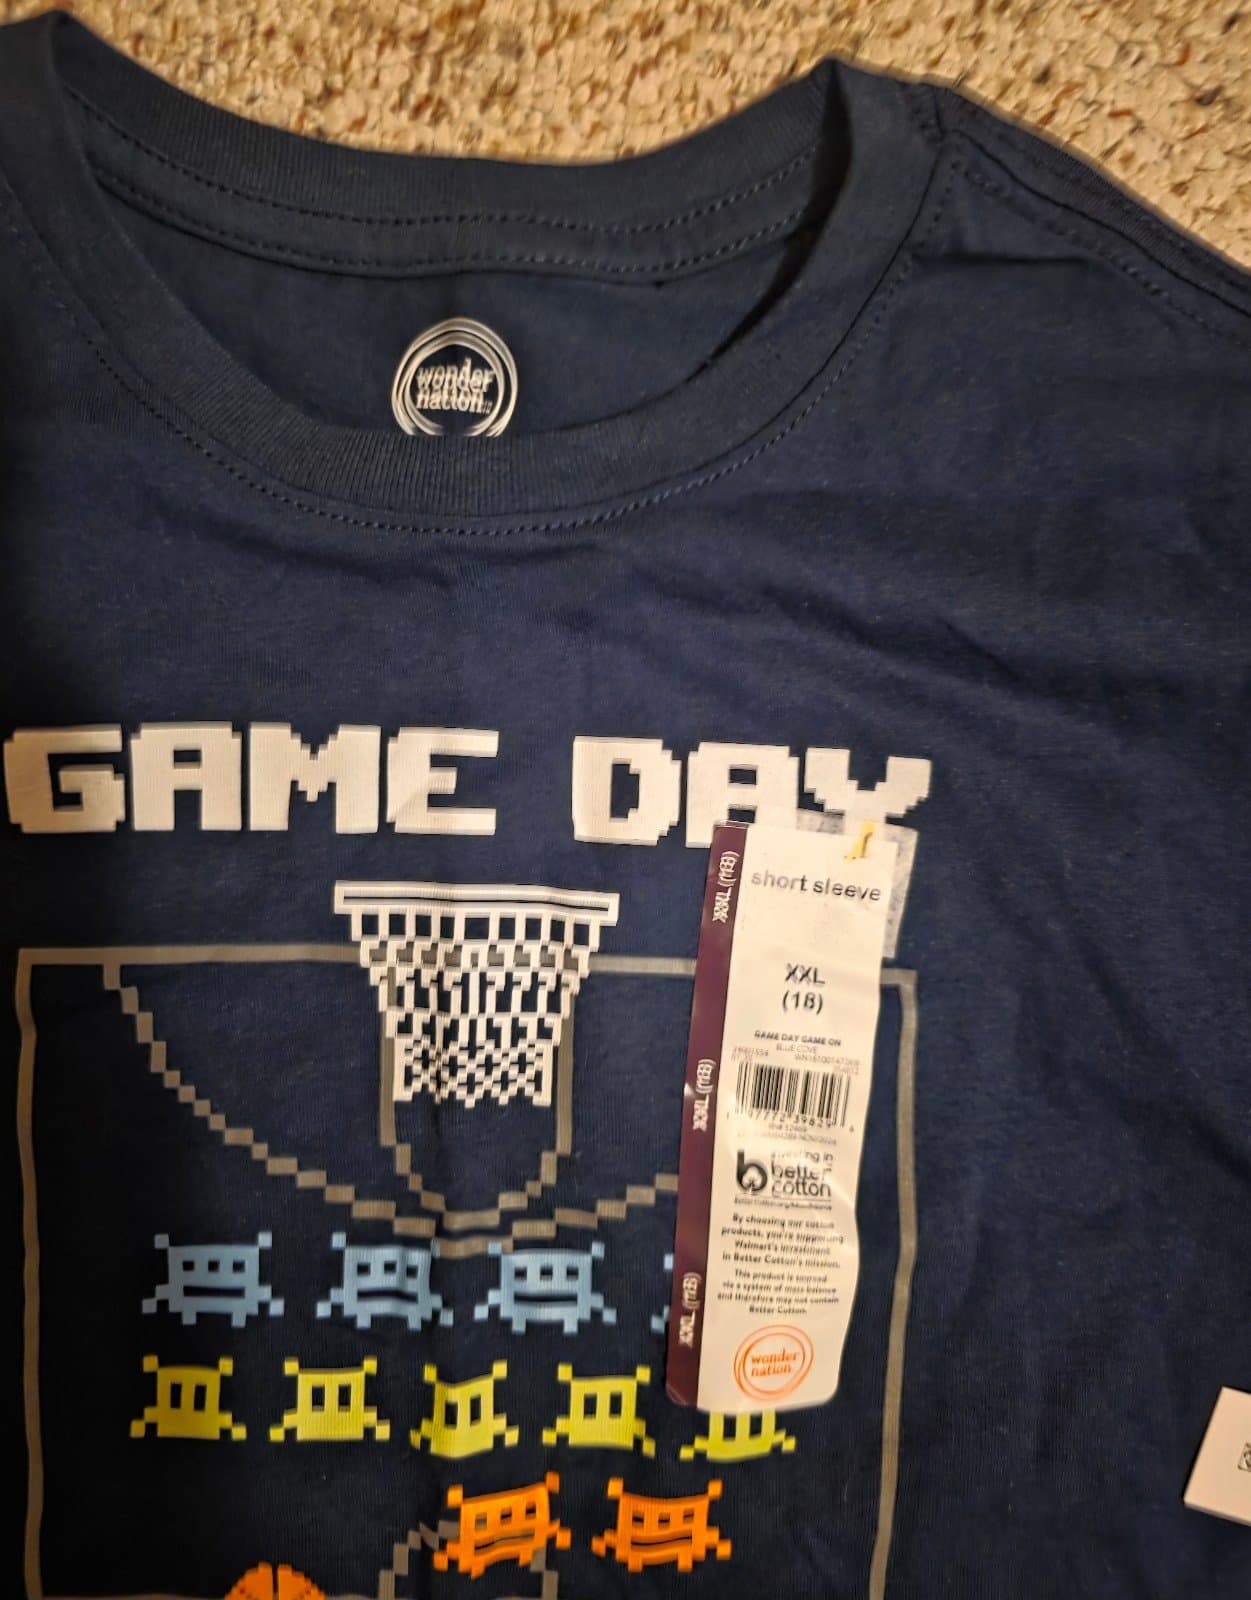 wonder
nation
GAME DAY
short sleeve
XXL
(18)
GAME DAY GAME ON
BLUE COVE
investing in
better
cotton
By choosing our cotton
products, you're supporting
Walmart's investment
in Better Cotton's mission.
This product is sourced
via a system of mass balance
and therefore may not contain
Better Cotton.
wonder
nation
XXL (18)
XXL (18)
XXL (18)